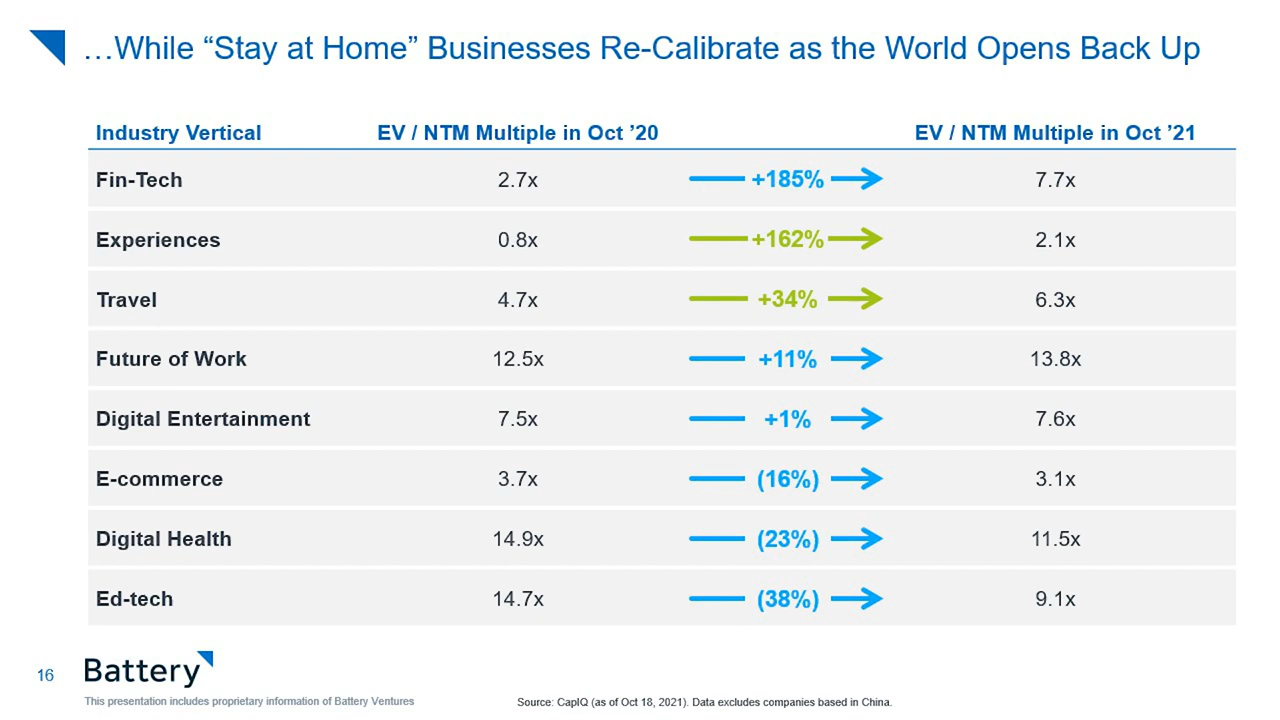 …While “Stay at Home” Businesses Re-Calibrate as the World Opens Back Up
Industry Vertical EV / NTM Multiple in Oct ’20 EV / NTM Multiple in Oct ’21
Fin-Tech 2.7x +185% 7.7x
Experiences 0.8x +162% 2.1x
Travel 4.7x +34% 6.3x
Future of Work 12.5x +11% 13.8x
Digital Entertainment 7.5x +1% 7.6x
E-commerce 3.7x (16%) 3.1x
Digital Health 14.9x (23%) 11.5x
Ed-tech 14.7x (38%) 9.1x
16 Battery
This presentation includes proprietary information of Battery Ventures
Source: CapIQ (as of Oct 18, 2021). Data excludes companies based in China.